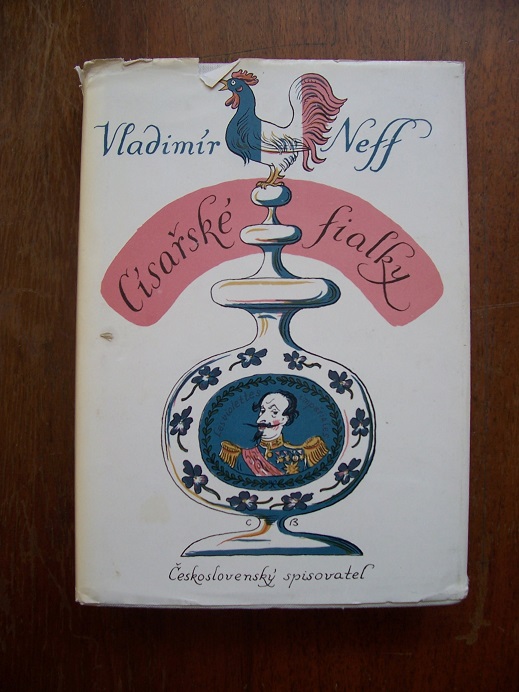 Vladimír Neff
Císařské fialky
C B
Československý spisovatel